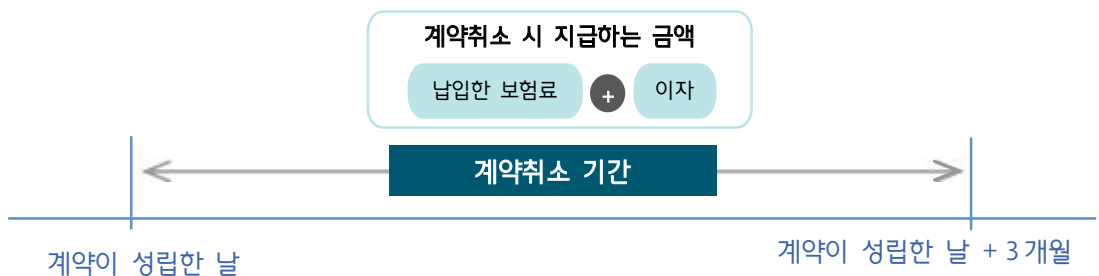 계약취소 시 지급하는 금액
납입한 보험료 + 이자
계약취소 기간
계약이 성립한 날
계약이 성립한 날 + 3개월